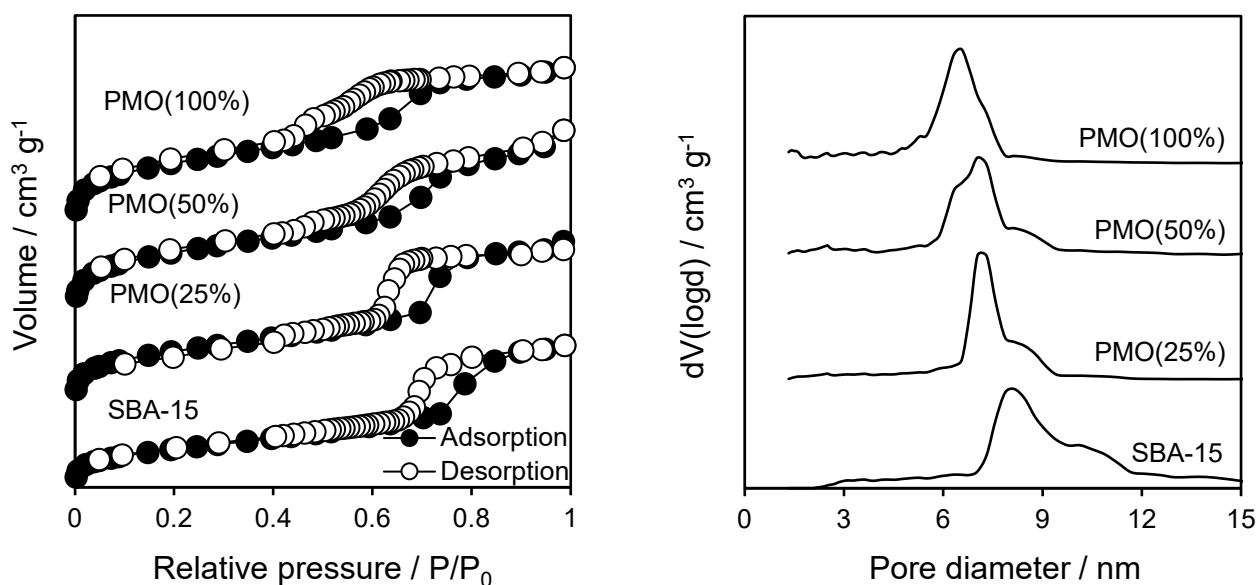 Volume / cm³ g⁻¹
PMO(100%)
PMO(50%)
PMO(25%)
SBA-15
Adsorption
Desorption
0 0.2 0.4 0.6 0.8 1
Relative pressure / P/P₀
dV(logd) / cm³ g⁻¹
PMO(100%)
PMO(50%)
PMO(25%)
SBA-15
0 3 6 9 12 15
Pore diameter / nm